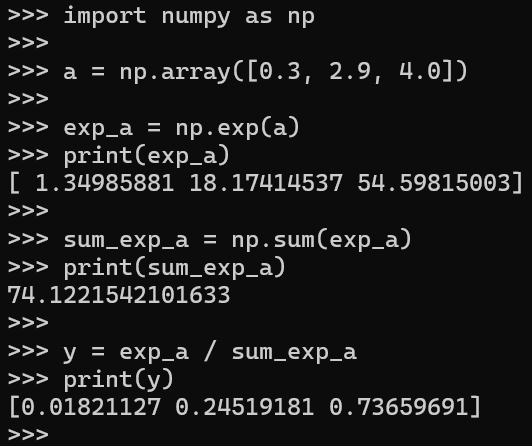 >>> import numpy as np
>>>
>>> a = np.array([0.3, 2.9, 4.0])
>>>
>>> exp_a = np.exp(a)
>>> print(exp_a)
[ 1.34985881 18.17414537 54.59815003]
>>>
>>> sum_exp_a = np.sum(exp_a)
>>> print(sum_exp_a)
74.1221542101633
>>>
>>> y = exp_a / sum_exp_a
>>> print(y)
[0.01821127 0.24519181 0.73659691]
>>>